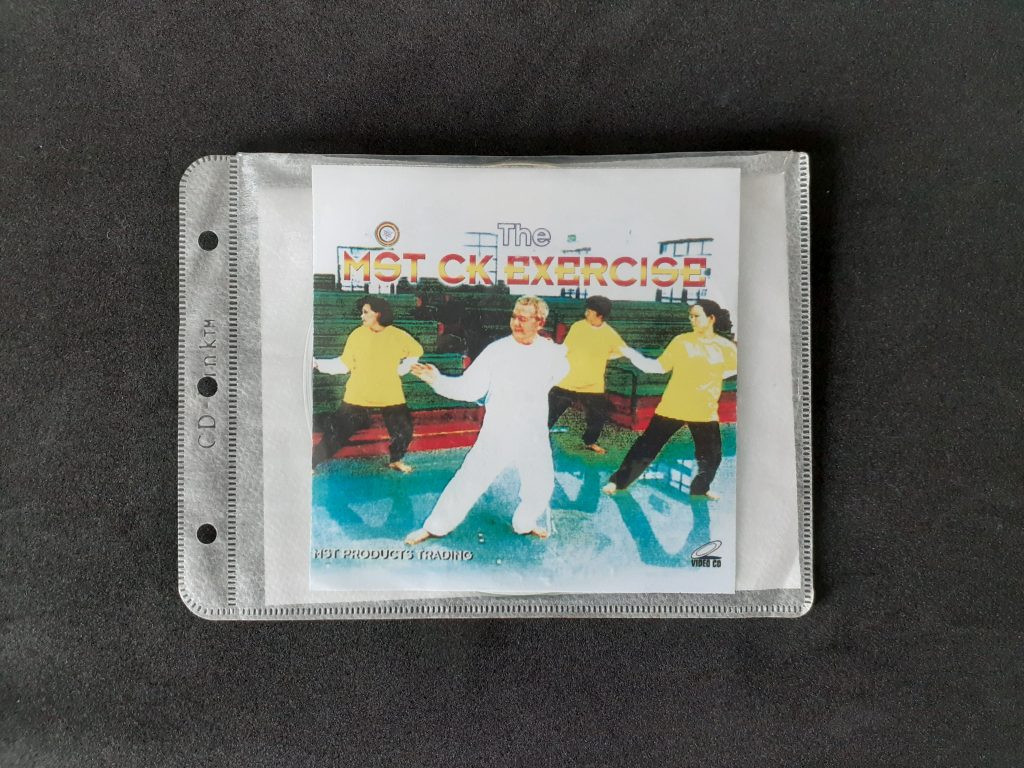 The
MST CK EXERCISE
MST PRODUCTS TRADING
VIDEO CD